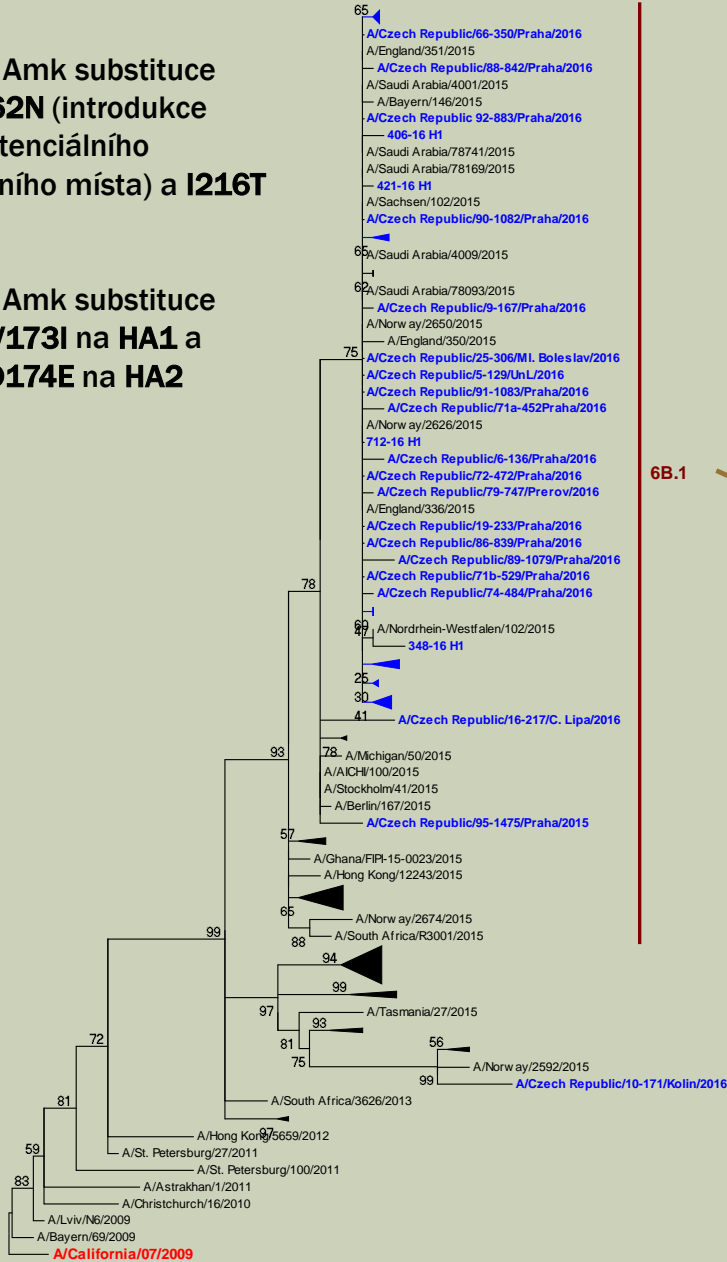 Amk substituce
62N (introdukce
tenciálního
ního místa) a I216T
Amk substituce
V173I na HA1 a
D174E na HA2
65
A/Czech Republic/66-350/Praha/2016
A/England/351/2015
A/Czech Republic/88-842/Praha/2016
A/Saudi Arabia/4001/2015
A/Bayern/146/2015
A/Czech Republic 92-883/Praha/2016
406-16 H1
A/Saudi Arabia/78741/2015
A/Saudi Arabia/78169/2015
421-16 H1
A/Sachsen/102/2015
A/Czech Republic/90-1082/Praha/2016
65
A/Saudi Arabia/4009/2015
62
A/Saudi Arabia/78093/2015
A/Czech Republic/9-167/Praha/2016
A/Norway/2650/2015
A/England/350/2015
75
A/Czech Republic/25-306/Ml. Boleslav/2016
A/Czech Republic/5-129/UnL/2016
A/Czech Republic/91-1083/Praha/2016
A/Czech Republic/71a-452Praha/2016
A/Norway/2626/2015
712-16 H1
A/Czech Republic/6-136/Praha/2016
6B.1
A/Czech Republic/72-472/Praha/2016
A/Czech Republic/79-747/Prerov/2016
A/England/336/2015
A/Czech Republic/19-233/Praha/2016
A/Czech Republic/86-839/Praha/2016
A/Czech Republic/89-1079/Praha/2016
A/Czech Republic/71b-529/Praha/2016
78
A/Czech Republic/74-484/Praha/2016
A/Nordrhein-Westfalen/102/2015
47
348-16 H1
25
30
41
A/Czech Republic/16-217/C. Lipa/2016
93
78
A/Michigan/50/2015
A/AICHI/100/2015
A/Stockholm/41/2015
A/Berlin/167/2015
A/Czech Republic/95-1475/Praha/2015
57
A/Ghana/FIPI-15-0023/2015
A/Hong Kong/12243/2015
65
A/Norway/2674/2015
99
88
A/South Africa/R3001/2015
94
99
97
A/Tasmania/27/2015
93
81
72
75
56
A/Norway/2592/2015
99
A/Czech Republic/10-171/Kolin/2016
81
A/South Africa/3626/2013
97
A/Hong Kong/5659/2012
59
A/St. Petersburg/27/2011
A/St. Petersburg/100/2011
83
A/Astrakhan/1/2011
A/Christchurch/16/2010
A/Lviv/N6/2009
A/Bayern/69/2009
A/California/07/2009